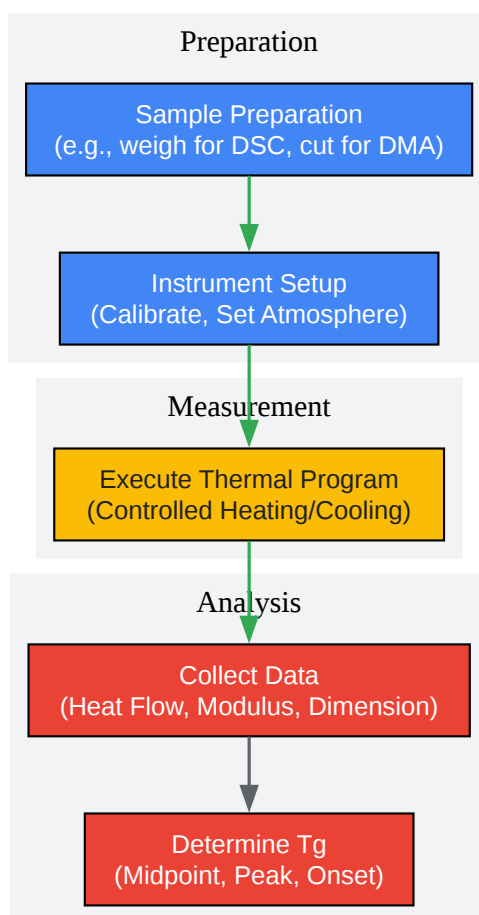 Preparation
Sample Preparation
(e.g., weigh for DSC, cut for DMA)
Instrument Setup
(Calibrate, Set Atmosphere)
Measurement
Execute Thermal Program
(Controlled Heating/Cooling)
Analysis
Collect Data
(Heat Flow, Modulus, Dimension)
Determine Tg
(Midpoint, Peak, Onset)